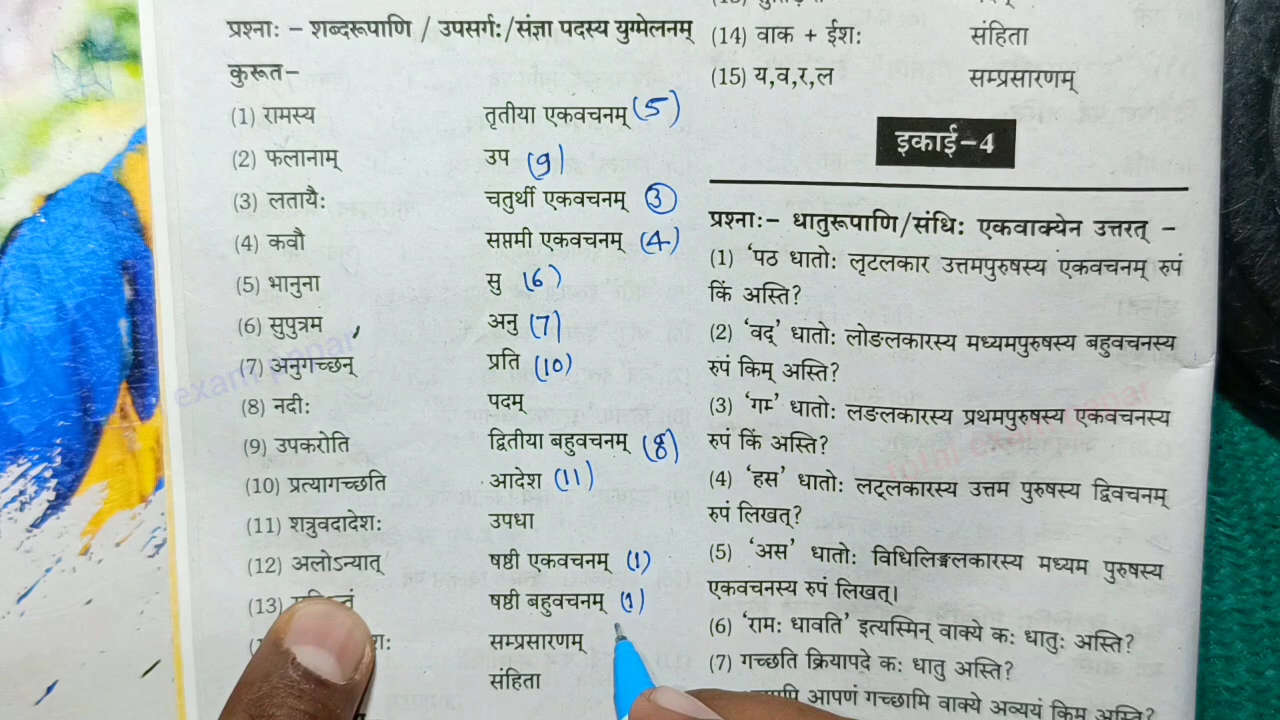 प्रश्नाः - शब्दरूपाणि / उपसर्गः/संज्ञा पदस्य युग्मेलनम्
कुरूत-
(1) रामस्य तृतीया एकवचनम् (5)
(2) फलानाम् उप (9)
(3) लतायैः चतुर्थी एकवचनम् (3)
(4) कवौ सप्तमी एकवचनम् (4)
(5) भानुना सु (6)
(6) सुपुत्रम अनु (7)
(7) अनुगच्छन् प्रति (10)
(8) नदीः पदम्
(9) उपकरोति द्वितीया बहुवचनम् (8)
(10) प्रत्यागच्छति आदेश (11)
(11) शत्रुवदादेशः उपधा
(12) अलोऽन्यात् षष्ठी एकवचनम् (1)
(13) षष्ठी बहुवचनम् (1)
सम्प्रसारणम्
संहिता
(14) वाक + ईशः संहिता
(15) य,व,र,ल सम्प्रसारणम्
इकाई-4
प्रश्नाः- धातुरूपाणि/संधिः एकवाक्येन उत्तरत् -
(1) 'पठ धातोः लृटलकार उत्तमपुरुषस्य एकवचनम् रुपं
किं अस्ति?
(2) 'वद्' धातोः लोङलकारस्य मध्यमपुरुषस्य बहुवचनस्य
रुपं किम् अस्ति?
(3) 'गम' धातोः लङलकारस्य प्रथमपुरुषस्य एकवचनस्य
रुपं किं अस्ति?
(4) 'हस' धातोः लट्लकारस्य उत्तम पुरुषस्य द्विवचनम्
रुपं लिखत्?
(5) 'अस' धातोः विधिलिङ्गलकारस्य मध्यम पुरुषस्य
एकवचनस्य रुपं लिखत्।
(6) 'रामः धावति' इत्यस्मिन् वाक्ये कः धातुः अस्ति?
(7) गच्छति क्रियापदे कः धातु अस्ति?
आपणं गच्छामि वाक्ये अव्ययं किम् अस्ति?